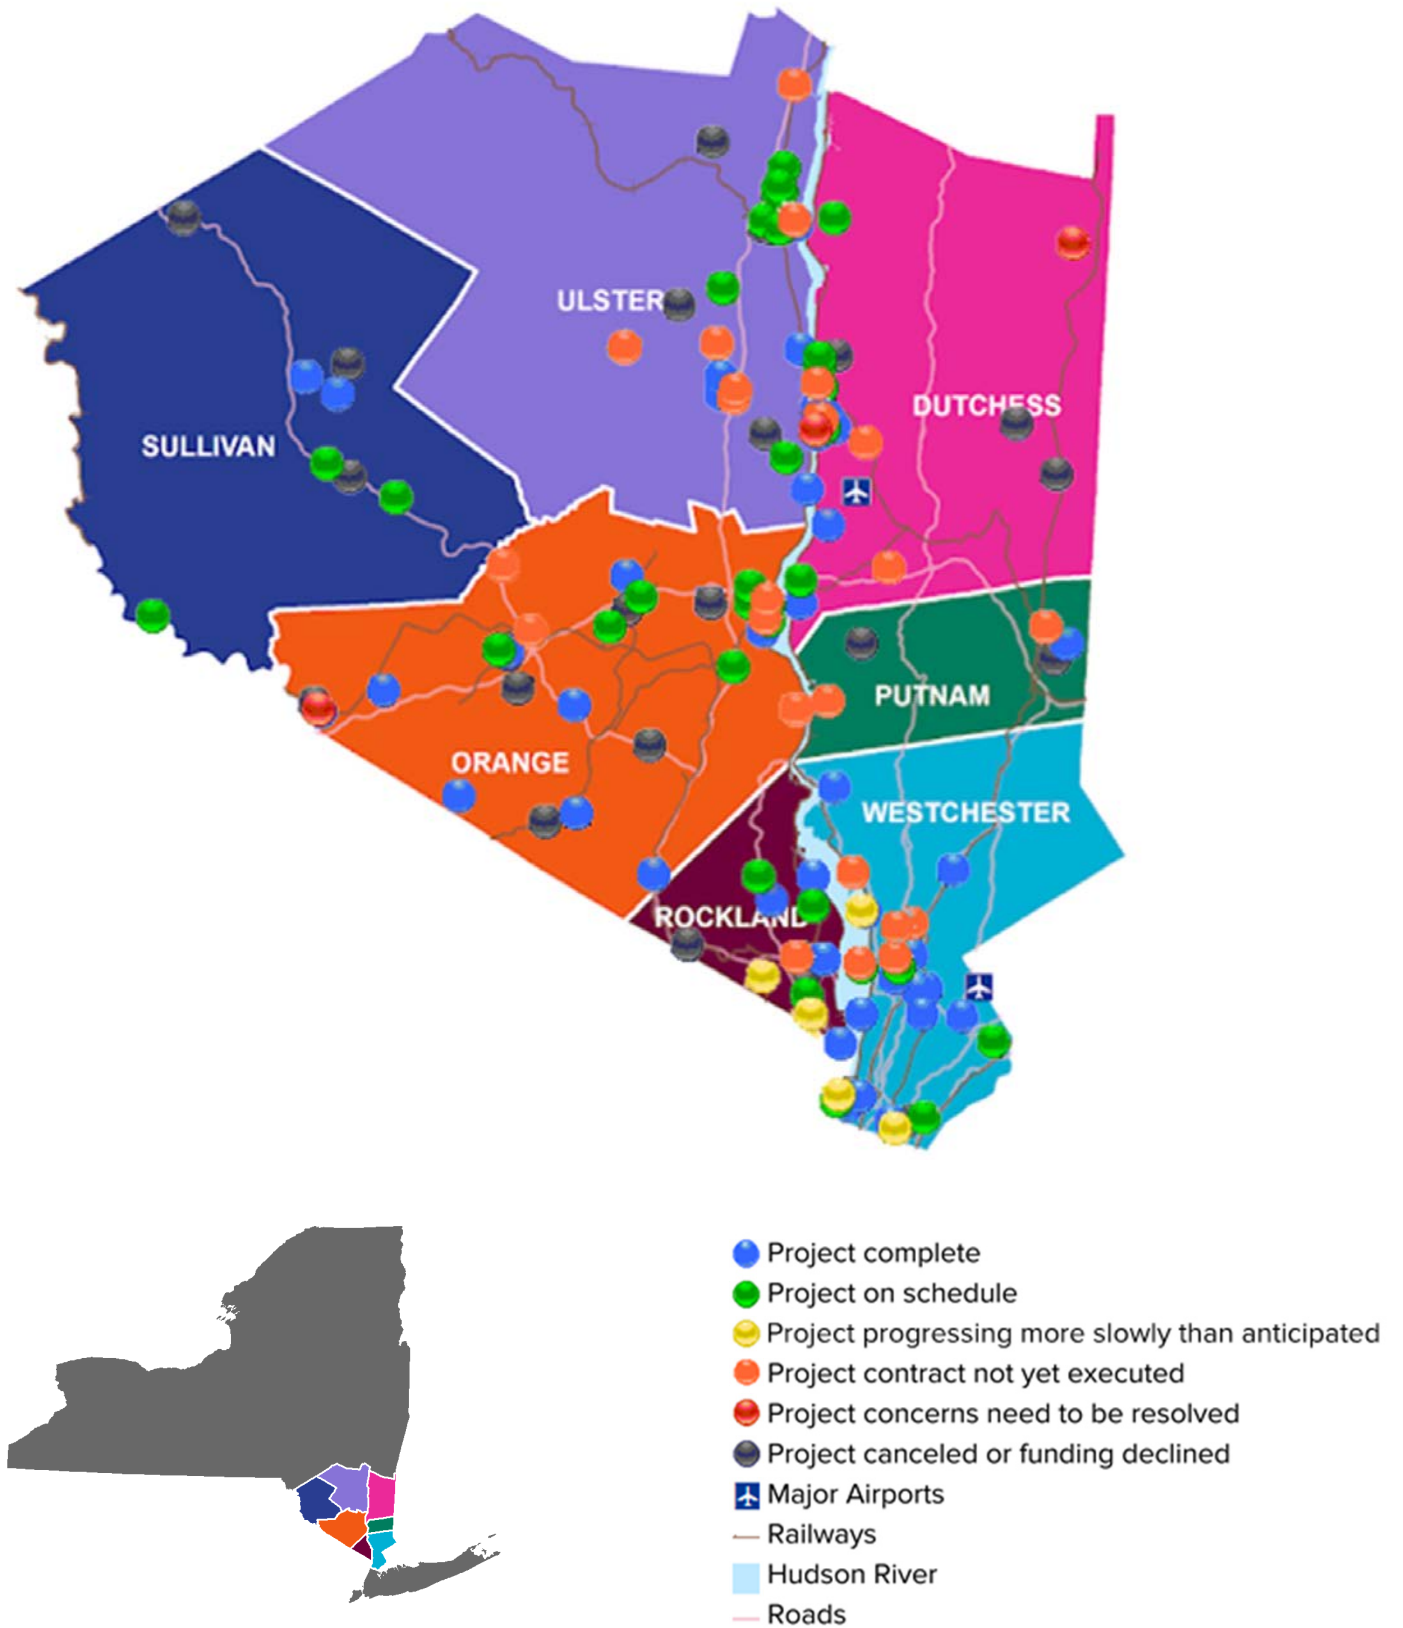 ULSTER
DUTCHESS
SULLIVAN
PUTNAM
ORANGE
WESTCHESTER
ROCKLAND
Project complete
Project on schedule
Project progressing more slowly than anticipated
Project contract not yet executed
Project concerns need to be resolved
Project canceled or funding declined
Major Airports
Railways
Hudson River
Roads